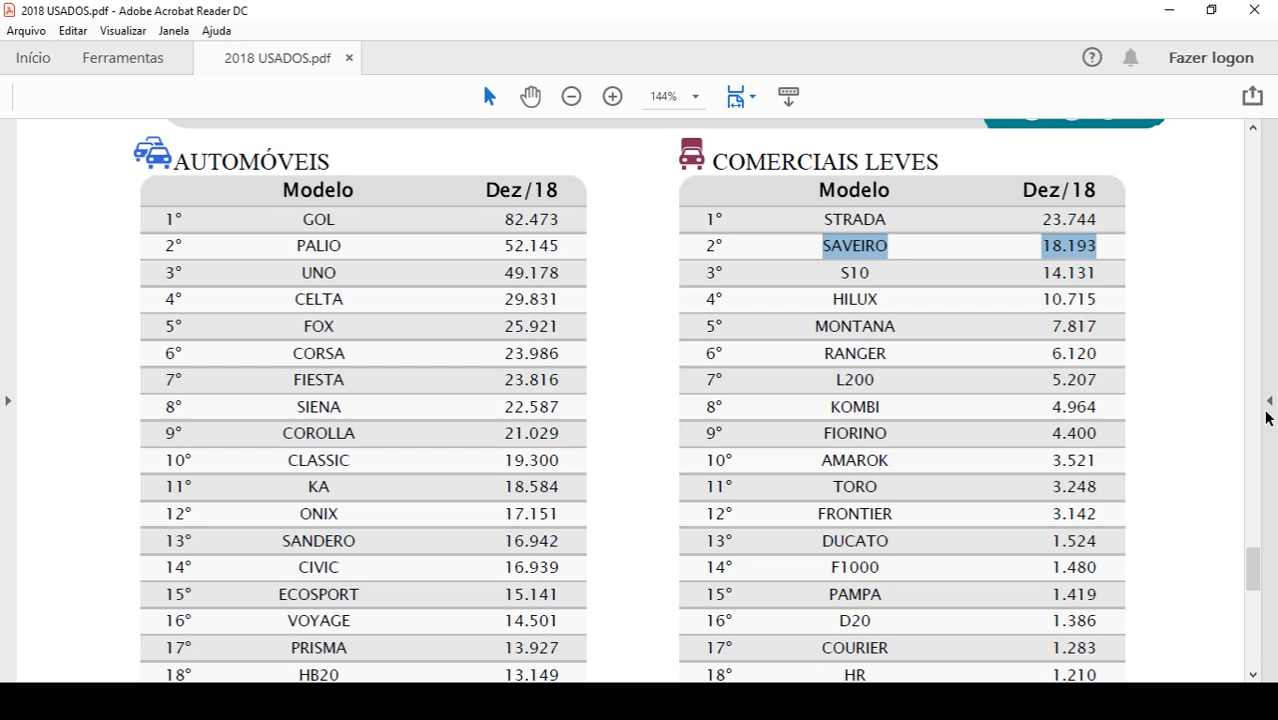 2018 USADOS.pdf - Adobe Acrobat Reader DC
Arquivo Editar Visualizar Janela Ajuda
Início Ferramentas 2018 USADOS.pdf × ? Fazer logon
144%
AUTOMÓVEIS
Modelo Dez/18
1° GOL 82.473
2° PALIO 52.145
3° UNO 49.178
4° CELTA 29.831
5° FOX 25.921
6° CORSA 23.986
7° FIESTA 23.816
8° SIENA 22.587
9° COROLLA 21.029
10° CLASSIC 19.300
11° KA 18.584
12° ONIX 17.151
13° SANDERO 16.942
14° CIVIC 16.939
15° ECOSPORT 15.141
16° VOYAGE 14.501
17° PRISMA 13.927
18° HB20 13.149
COMERCIAIS LEVES
Modelo Dez/18
1° STRADA 23.744
2° SAVEIRO 18.193
3° S10 14.131
4° HILUX 10.715
5° MONTANA 7.817
6° RANGER 6.120
7° L200 5.207
8° KOMBI 4.964
9° FIORINO 4.400
10° AMAROK 3.521
11° TORO 3.248
12° FRONTIER 3.142
13° DUCATO 1.524
14° F1000 1.480
15° PAMPA 1.419
16° D20 1.386
17° COURIER 1.283
18° HR 1.210